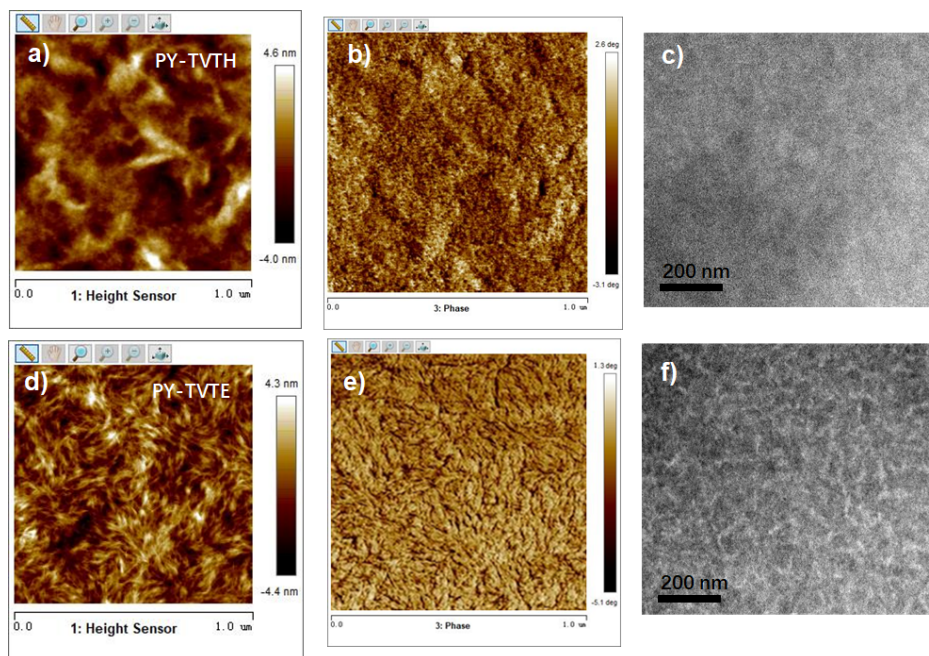 a)
PY-TVTH
4.6 nm
-4.0 nm
0.0
1: Height Sensor
1.0 um
b)
2.6 deg
-3.1 deg
0.0
3: Phase
1.0 um
c)
200 nm
d)
PY-TVTE
4.3 nm
-4.4 nm
0.0
1: Height Sensor
1.0 um
e)
1.3 deg
-5.1 deg
0.0
3: Phase
1.0 um
f)
200 nm